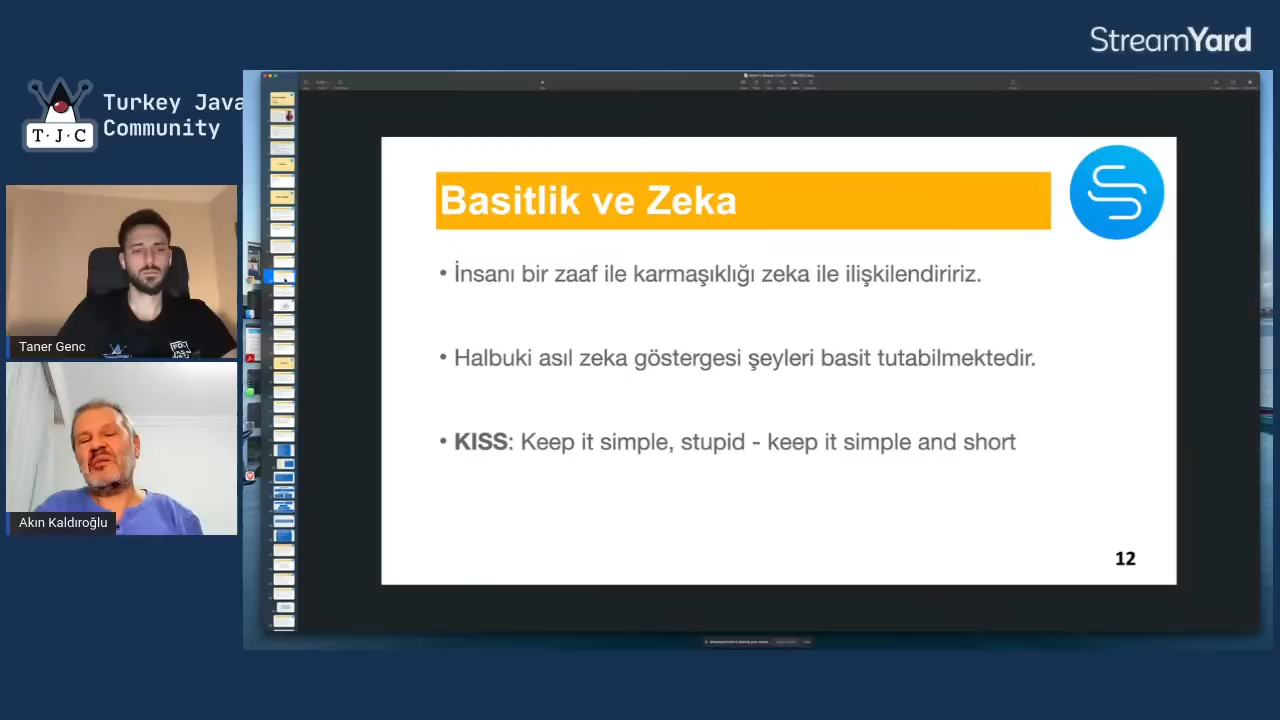 StreamYard
Turkey Java
Community
T·J·C
Taner Genc
Akın Kaldıroğlu
Basitlik ve Zeka
• İnsanı bir zaaf ile karmaşıklığı zeka ile ilişkilendiririz.
• Halbuki asıl zeka göstergesi şeyleri basit tutabilmektedir.
• KISS: Keep it simple, stupid - keep it simple and short
12